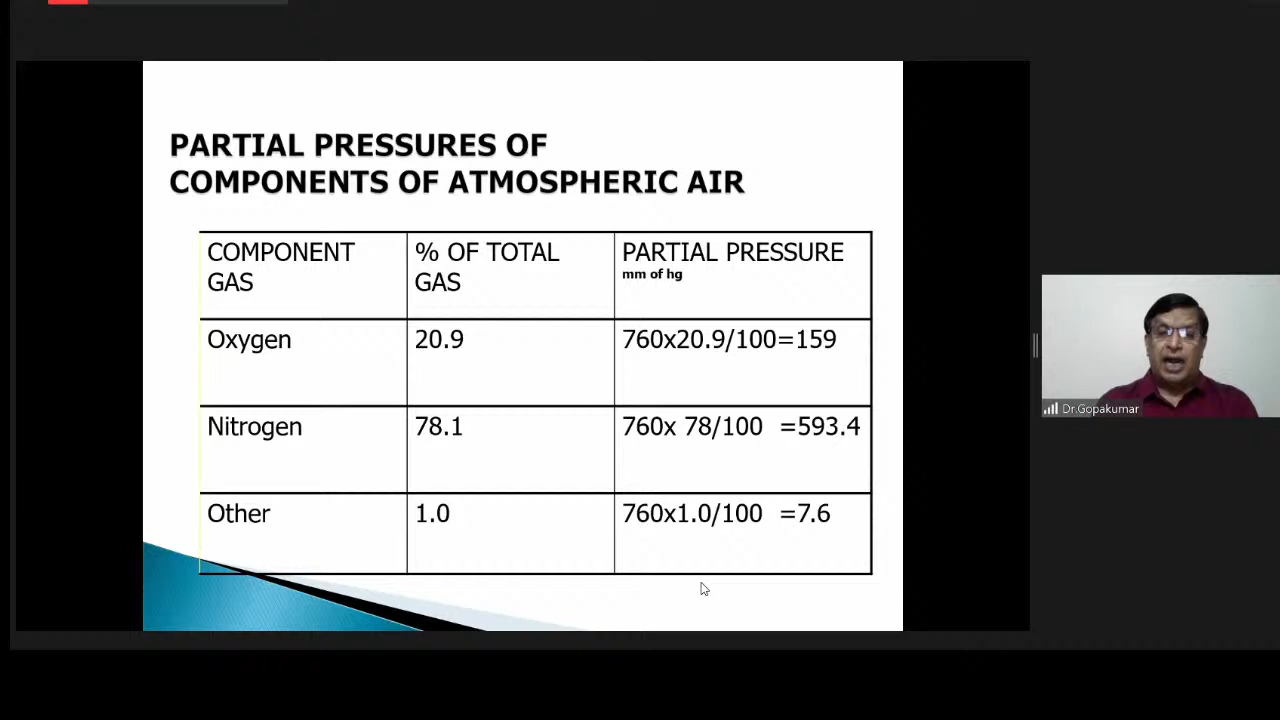 PARTIAL PRESSURES OF
COMPONENTS OF ATMOSPHERIC AIR
COMPONENT
GAS
% OF TOTAL
GAS
PARTIAL PRESSURE
mm of hg
Oxygen
20.9
760x20.9/100=159
Nitrogen
78.1
760x 78/100 =593.4
Other
1.0
760x1.0/100 =7.6
Dr.Gopakumar